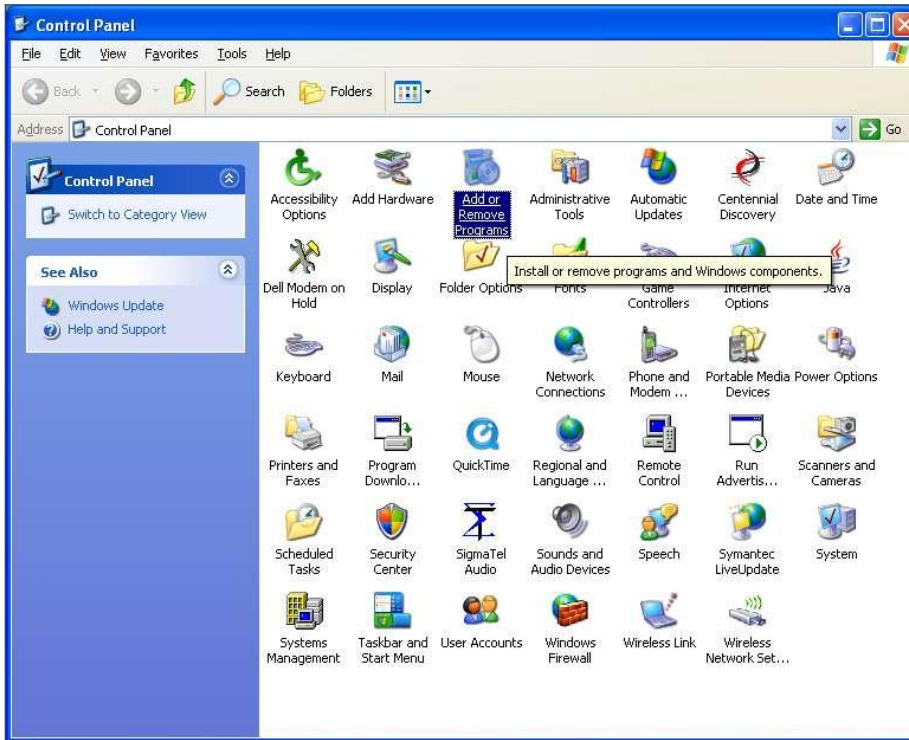 Control Panel
File Edit View Favorites Tools Help
Back Search Folders
Address Control Panel Go
Control Panel
Switch to Category View
See Also
Windows Update
Help and Support
Accessibility Options
Add Hardware
Add or Remove Programs
Administrative Tools
Automatic Updates
Centennial Discovery
Date and Time
Install or remove programs and Windows components.
Dell Modem on Hold
Display
Folder Options
Fonts
Game Controllers
Internet Options
Java
Keyboard
Mail
Mouse
Network Connections
Phone and Modem ...
Portable Media Devices
Power Options
Printers and Faxes
Program Downlo...
QuickTime
Regional and Language ...
Remote Control
Run Advertis...
Scanners and Cameras
Scheduled Tasks
Security Center
SigmaTel Audio
Sounds and Audio Devices
Speech
Symantec LiveUpdate
System
Systems Management
Taskbar and Start Menu
User Accounts
Windows Firewall
Wireless Link
Wireless Network Set...